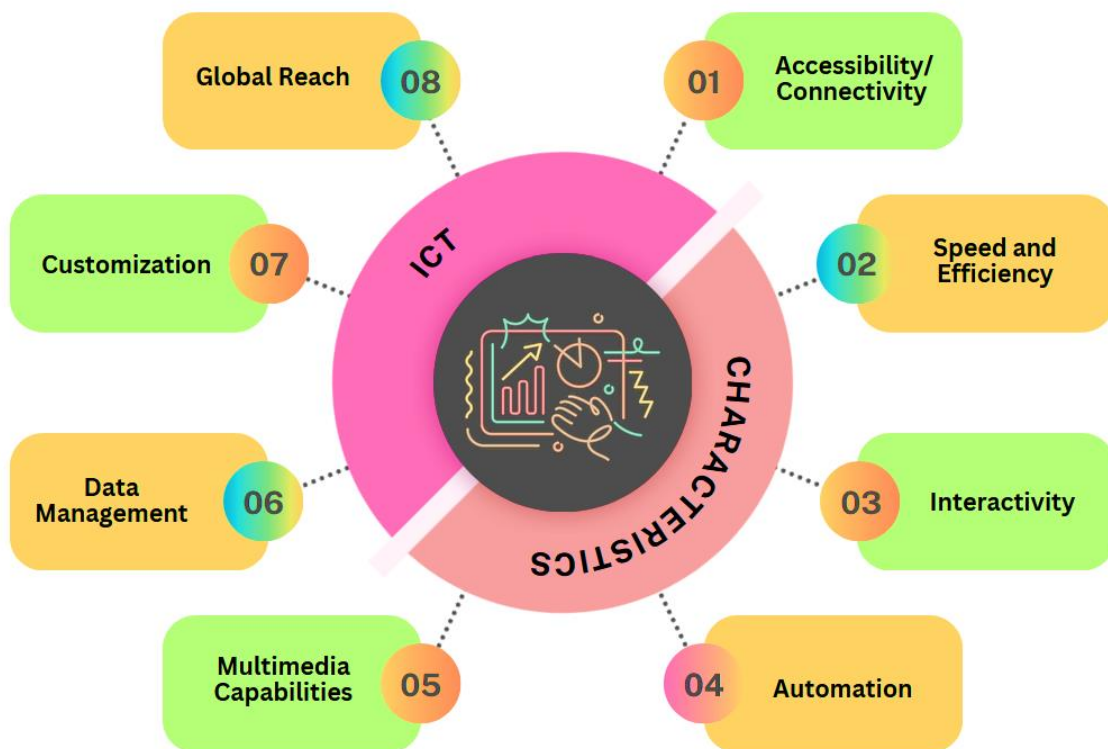 ICT
CHARACTERISTICS
01
Accessibility/
Connectivity
02
Speed and
Efficiency
03
Interactivity
04
Automation
05
Multimedia
Capabilities
06
Data
Management
07
Customization
08
Global Reach